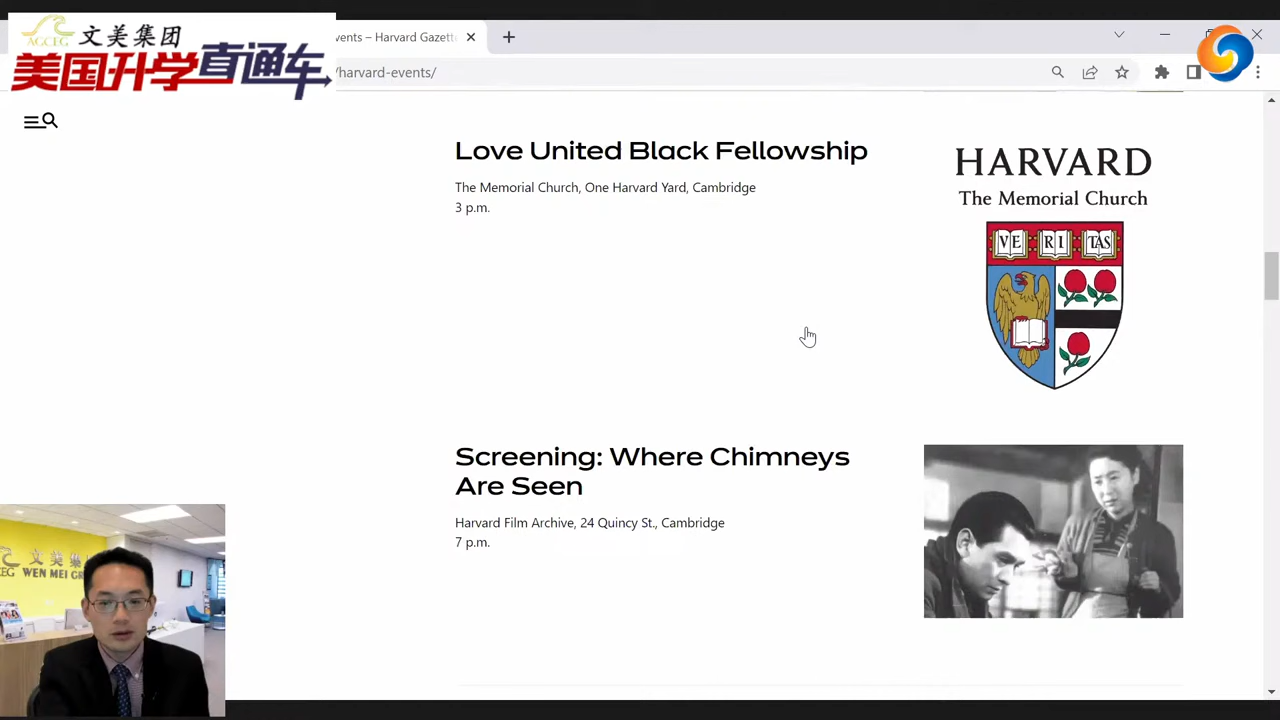 AGCEG 文美集团
美国升学直通车
vents – Harvard Gazett
/harvard-events/
Love United Black Fellowship
The Memorial Church, One Harvard Yard, Cambridge
3 p.m.
HARVARD
The Memorial Church
VE RI TAS
Screening: Where Chimneys
Are Seen
Harvard Film Archive, 24 Quincy St., Cambridge
7 p.m.
文美集
WEN MEI GR